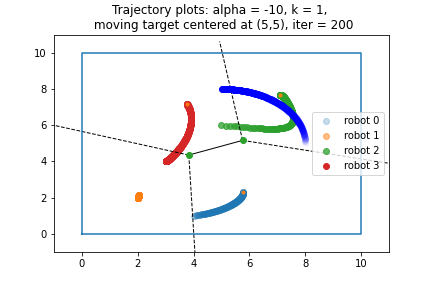 Trajectory plots: alpha = -10, k = 1,
moving target centered at (5,5), iter = 200
10
8
6
4
2
0
robot 0
robot 1
robot 2
robot 3
0 2 4 6 8 10